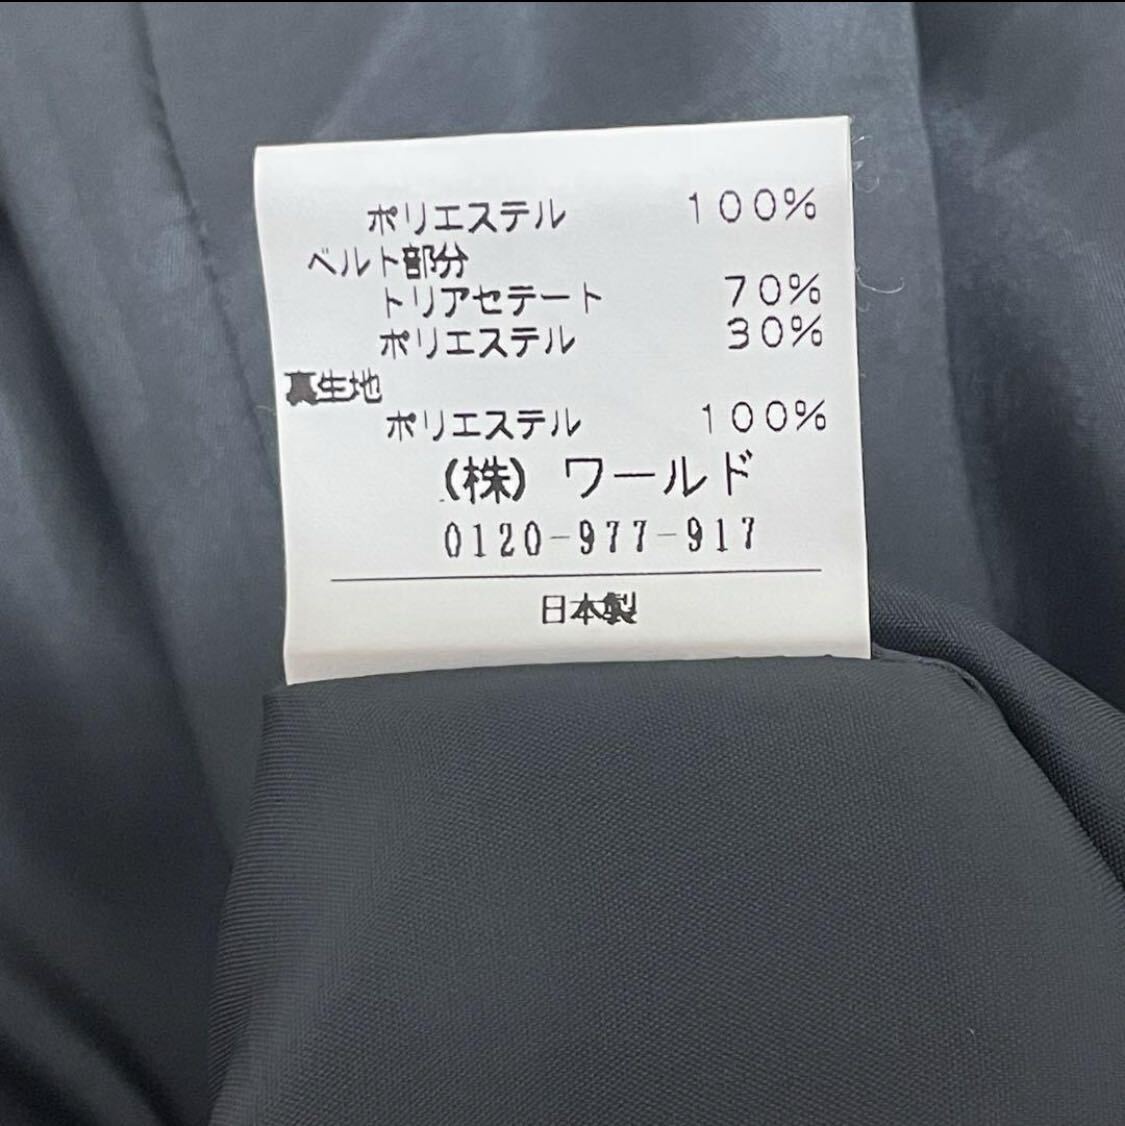 ポリエステル 100%
ベルト部分
トリアセテート 70%
ポリエステル 30%
裏生地
ポリエステル 100%
(株) ワールド
0120-977-917
日本製